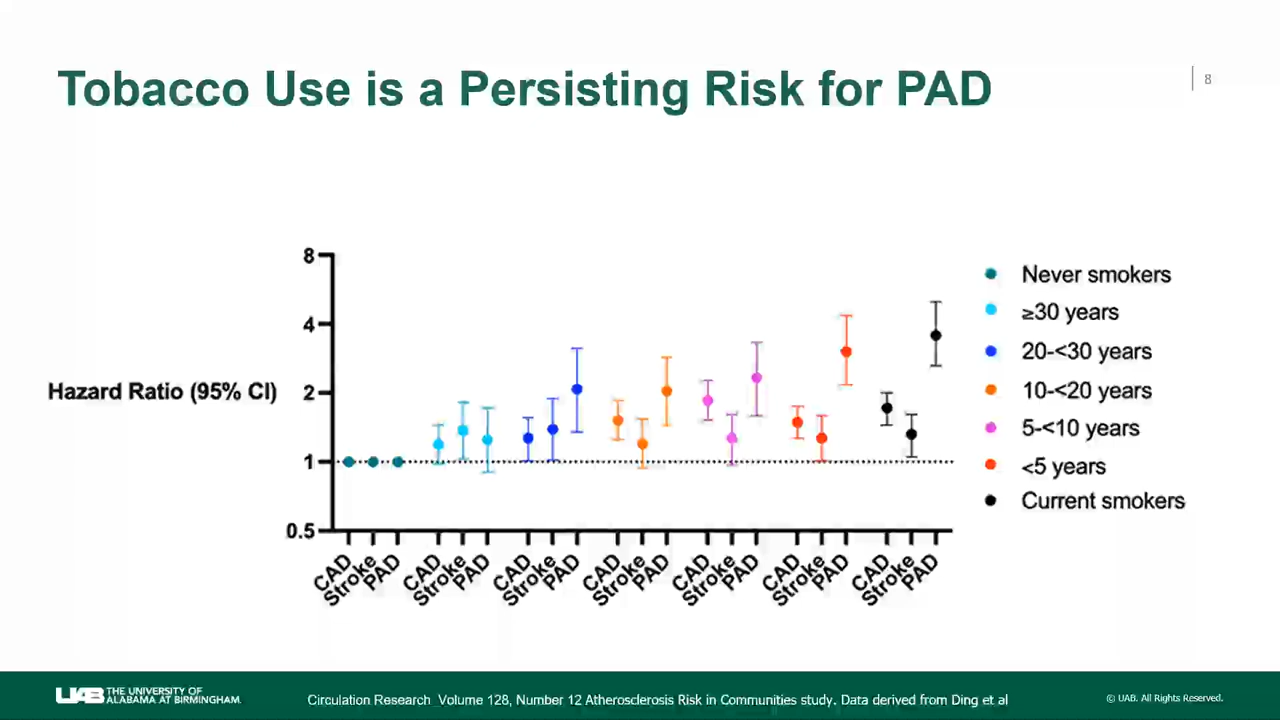 Tobacco Use is a Persisting Risk for PAD
8
8
4
Hazard Ratio (95% CI)
2
1
0.5
CAD
Stroke
PAD
CAD
Stroke
PAD
CAD
Stroke
PAD
CAD
Stroke
PAD
CAD
Stroke
PAD
CAD
Stroke
PAD
CAD
Stroke
PAD
Never smokers
≥30 years
20-<30 years
10-<20 years
5-<10 years
<5 years
Current smokers
UAB THE UNIVERSITY OF
ALABAMA AT BIRMINGHAM.
Circulation Research Volume 128, Number 12 Atherosclerosis Risk in Communities study. Data derived from Ding et al
© UAB. All Rights Reserved.